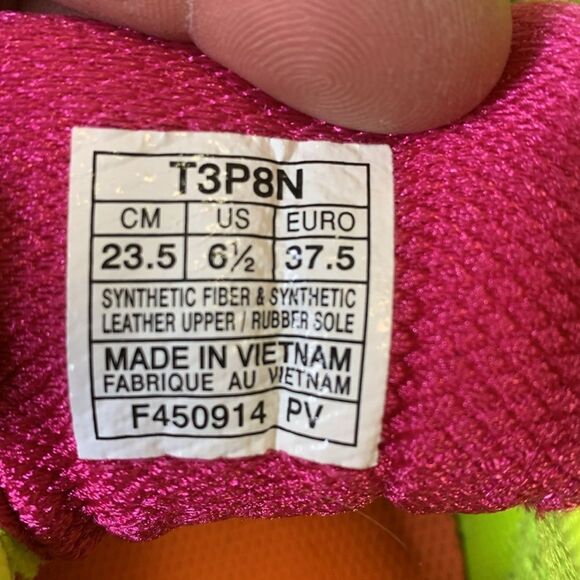 T3P8N
CM US EURO
23.5 6½ 37.5
SYNTHETIC FIBER & SYNTHETIC
LEATHER UPPER / RUBBER SOLE
MADE IN VIETNAM
FABRIQUE AU VIETNAM
F450914 PV